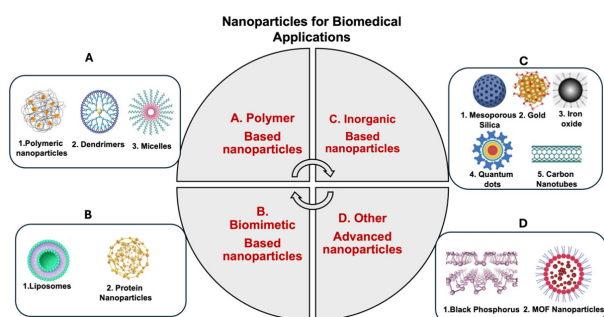 Nanoparticles for Biomedical
Applications
A
1.Polymeric
nanoparticles
2. Dendrimers
3. Micelles
A. Polymer
Based
nanoparticles
C. Inorganic
Based
nanoparticles
C
1. Mesoporous
Silica
2. Gold
3. Iron
oxide
4. Quantum
dots
5. Carbon
Nanotubes
B
1.Liposomes
2. Protein
Nanoparticles
B. Biomimetic
Based
nanoparticles
D. Other
Advanced
nanoparticles
D
1.Black Phosphorus
2. MOF Nanoparticles